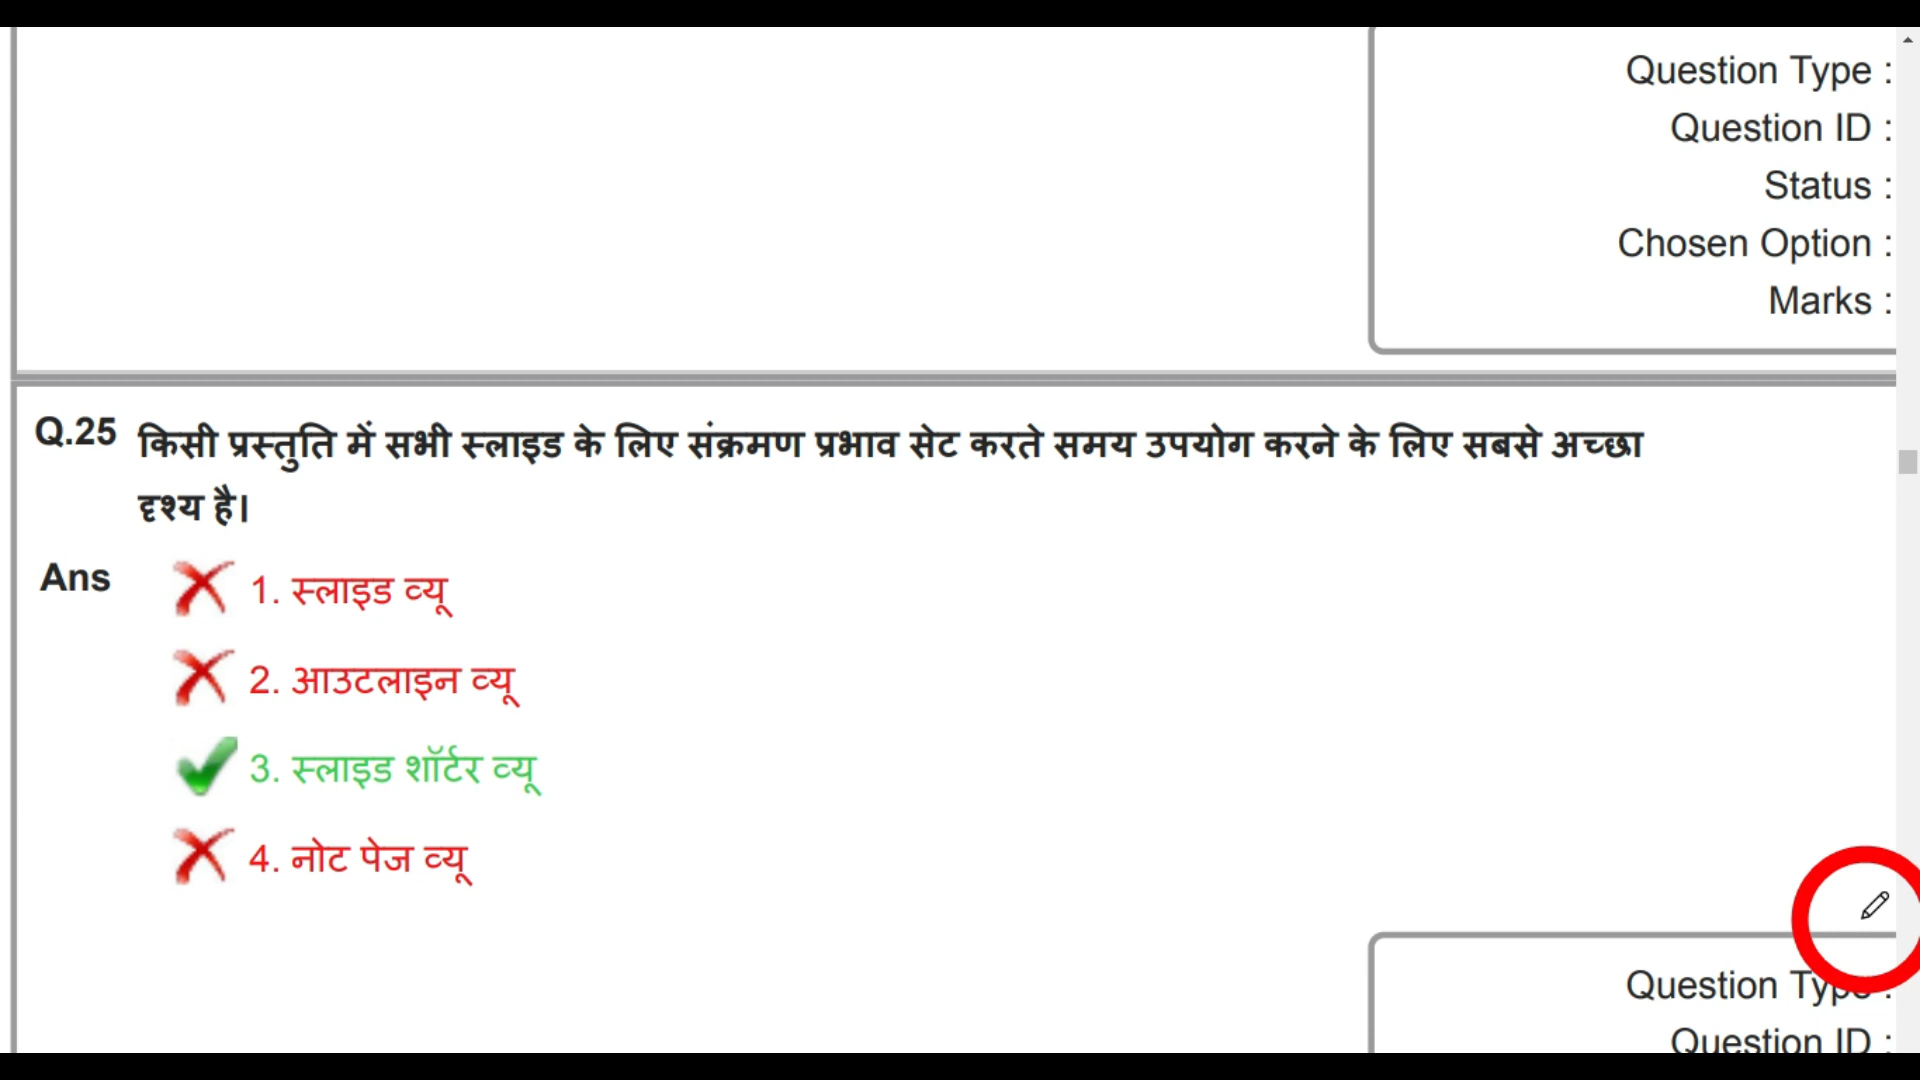 Question Type :
Question ID :
Status :
Chosen Option :
Marks :
Q.25 किसी प्रस्तुति में सभी स्लाइड के लिए संक्रमण प्रभाव सेट करते समय उपयोग करने के लिए सबसे अच्छा
दृश्य है।
Ans 1. स्लाइड व्यू
2. आउटलाइन व्यू
3. स्लाइड शॉर्टर व्यू
4. नोट पेज व्यू
Question Type :
Question ID :